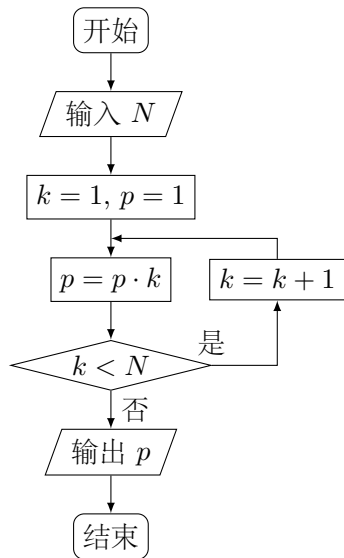 开始
输入 N
k = 1, p = 1
p = p · k
k = k + 1
k < N
是
否
输出 p
结束